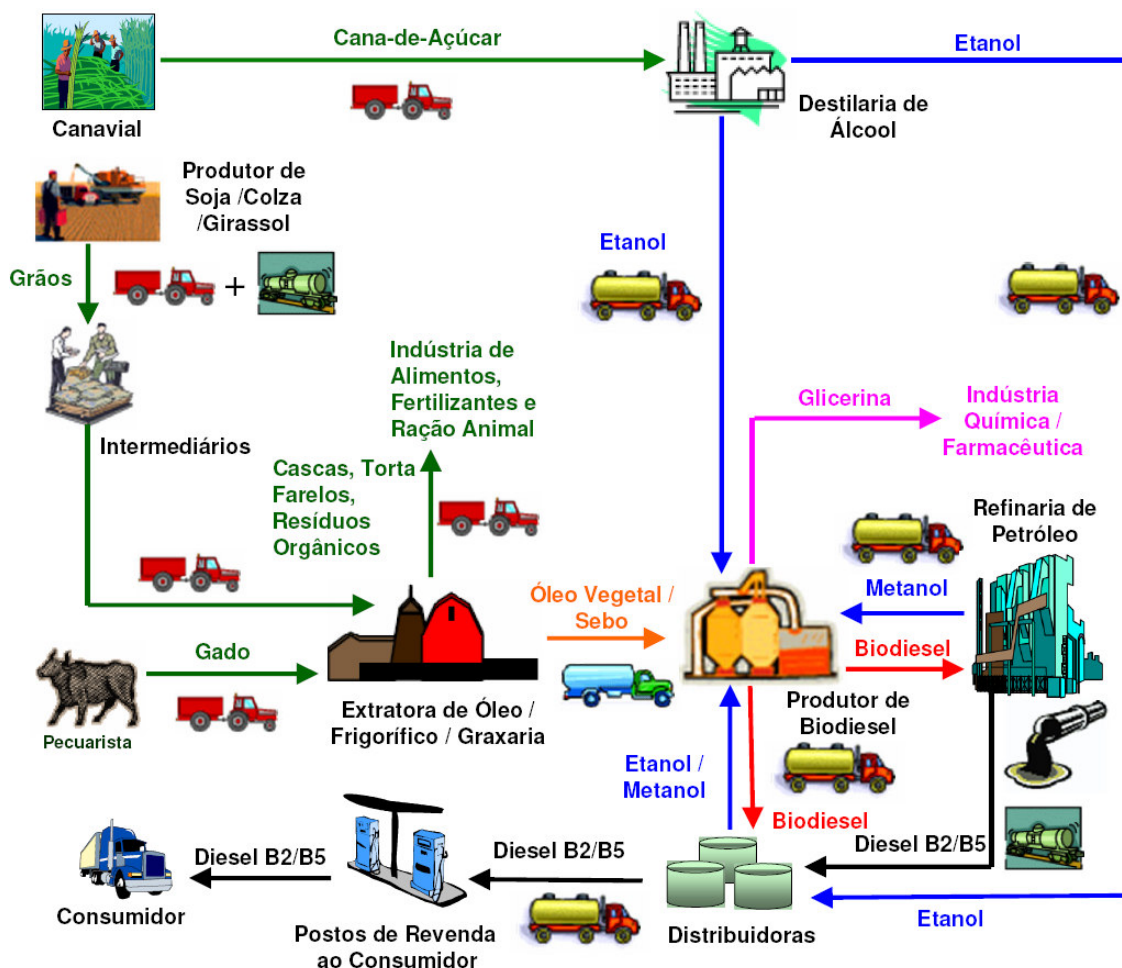 Cana-de-Açúcar
Etanol
Canavial
Destilaria de
Álcool
Produtor de
Soja /Colza
/Girassol
Grãos
+
Etanol
Indústria de
Alimentos,
Fertilizantes e
Ração Animal
Glicerina
Indústria
Química /
Farmacêutica
Intermediários
Cascas, Torta
Farelos,
Resíduos
Orgânicos
Refinaria de
Petróleo
Metanol
Óleo Vegetal /
Sebo
Biodiesel
Gado
Pecuarista
Extratora de Óleo /
Frigorífico / Graxaria
Produtor de
Biodiesel
Etanol /
Metanol
Biodiesel
Diesel B2/B5
Diesel B2/B5
Diesel B2/B5
Consumidor
Postos de Revenda
ao Consumidor
Distribuidoras
Etanol